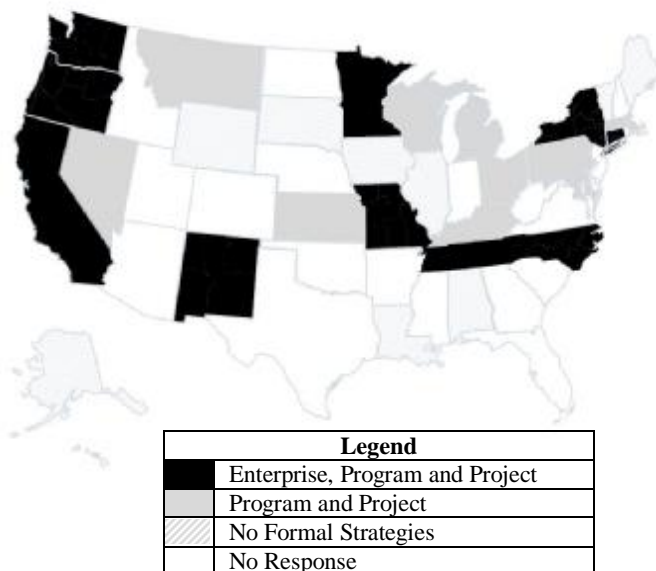 Legend
Enterprise, Program and Project
Program and Project
No Formal Strategies
No Response